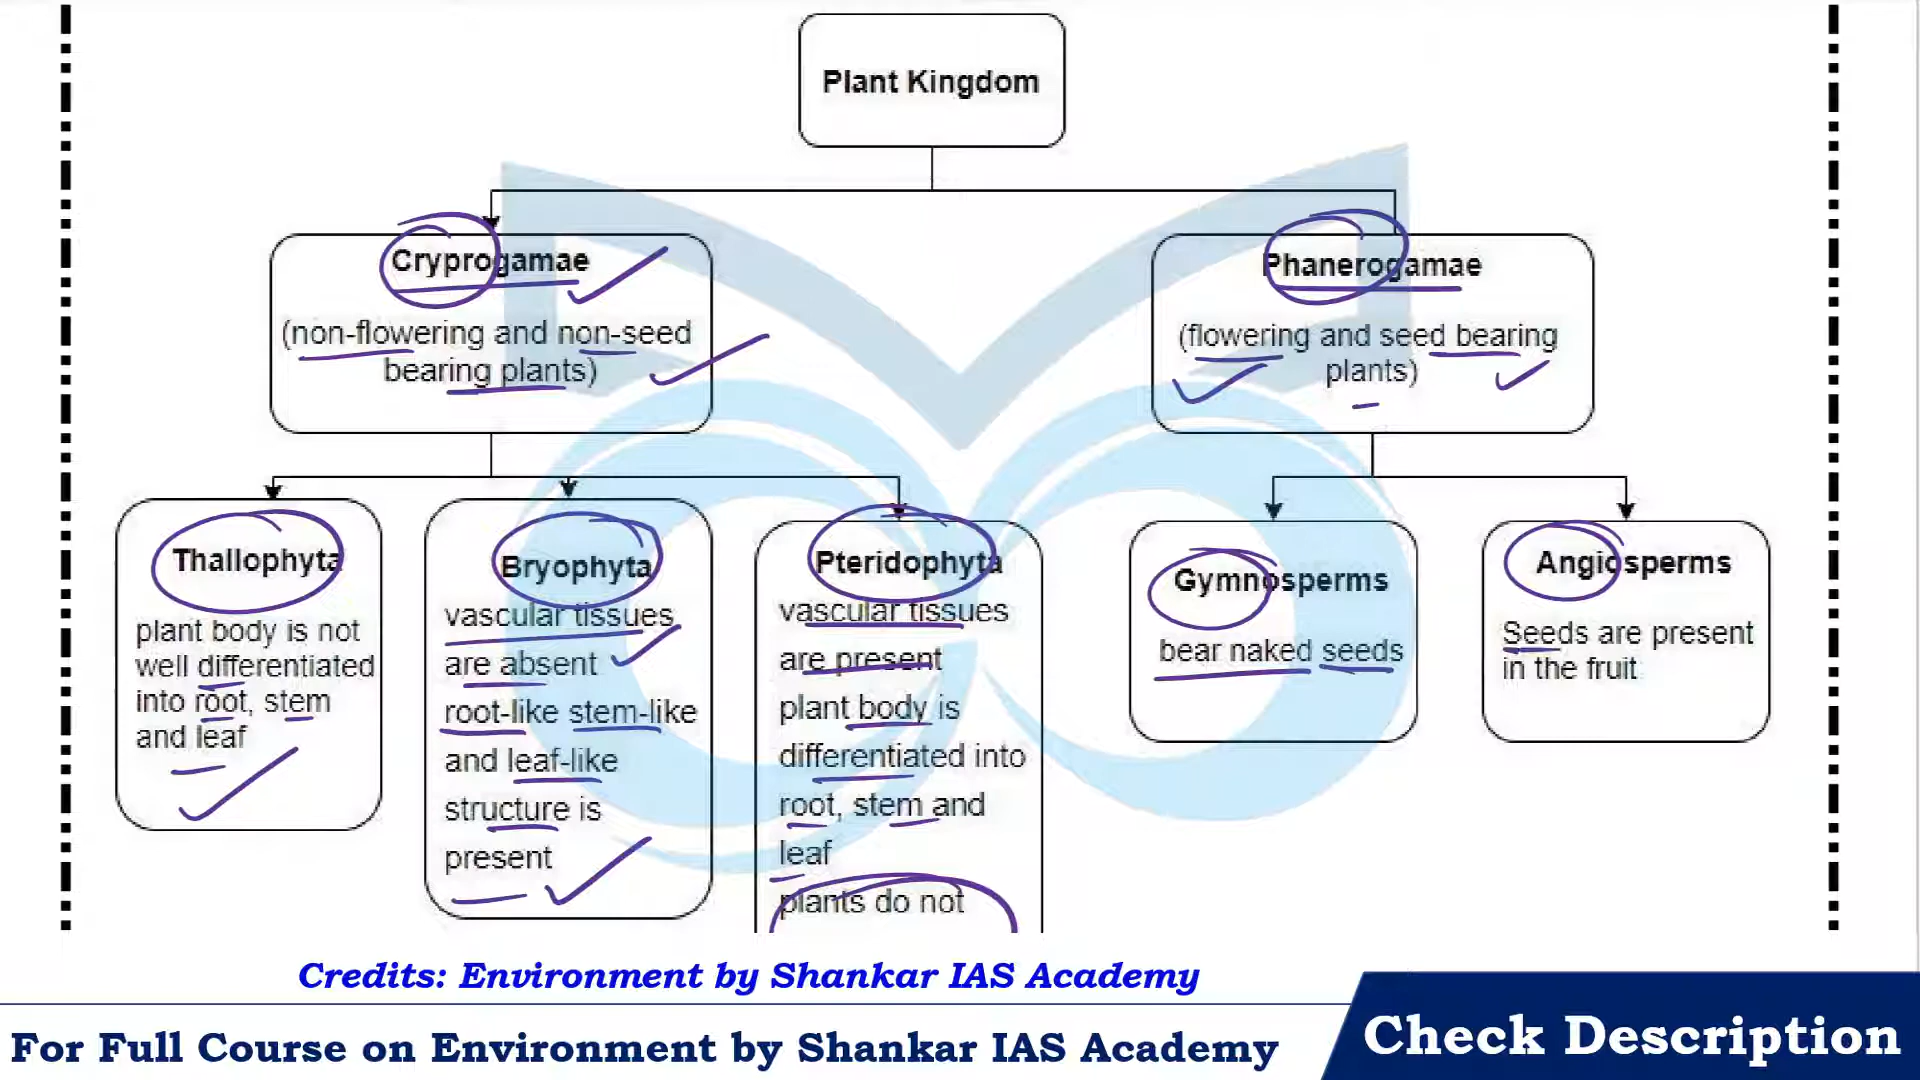 Plant Kingdom
Cryprogamae
(non-flowering and non-seed
bearing plants)
Phanerogamae
(flowering and seed bearing
plants)
Thallophyta
plant body is not
well differentiated
into root, stem
and leaf
Bryophyta
vascular tissues
are absent
root-like stem-like
and leaf-like
structure is
present
Pteridophyta
vascular tissues
are present
plant body is
differentiated into
root, stem and
leaf
plants do not
Gymnosperms
bear naked seeds
Angiosperms
Seeds are present
in the fruit
Credits: Environment by Shankar IAS Academy
For Full Course on Environment by Shankar IAS Academy
Check Description